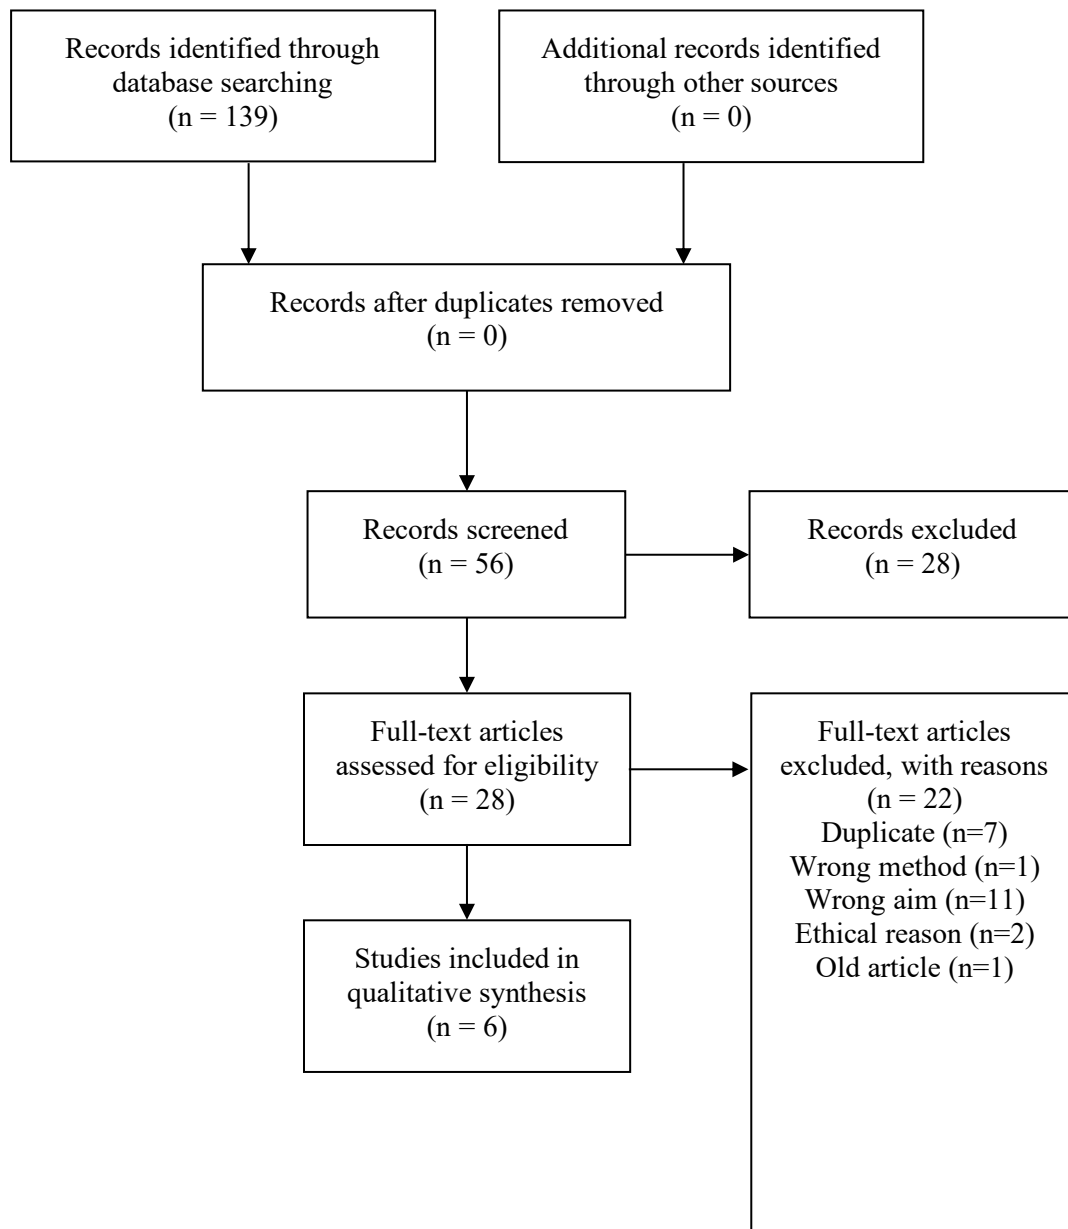 Records identified through
database searching
(n = 139)
Additional records identified
through other sources
(n = 0)
Records after duplicates removed
(n = 0)
Records screened
(n = 56)
Records excluded
(n = 28)
Full-text articles
assessed for eligibility
(n = 28)
Full-text articles
excluded, with reasons
(n = 22)
Duplicate (n=7)
Wrong method (n=1)
Wrong aim (n=11)
Ethical reason (n=2)
Old article (n=1)
Studies included in
qualitative synthesis
(n = 6)